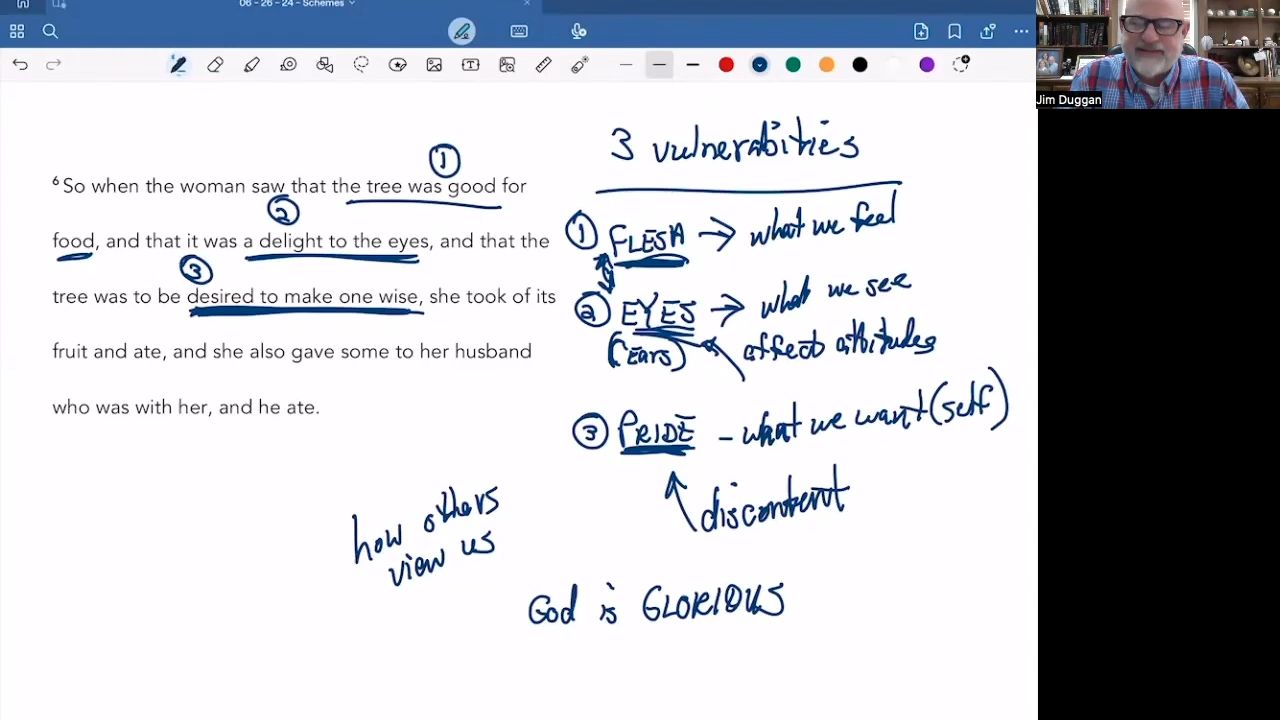 06 - 26 - 24 - Schemes
Jim Duggan
3 vulnerabities
①
⁶ So when the woman saw that the tree was good for
②
food, and that it was a delight to the eyes, and that the
③
tree was to be desired to make one wise, she took of its
fruit and ate, and she also gave some to her husband
who was with her, and he ate.
① FLESH → what we feel
② EYES → what we see
(Ears) affect attitudes
③ PRIDE - what we want (self)
discontent
how others
view us
God is GLORIOUS